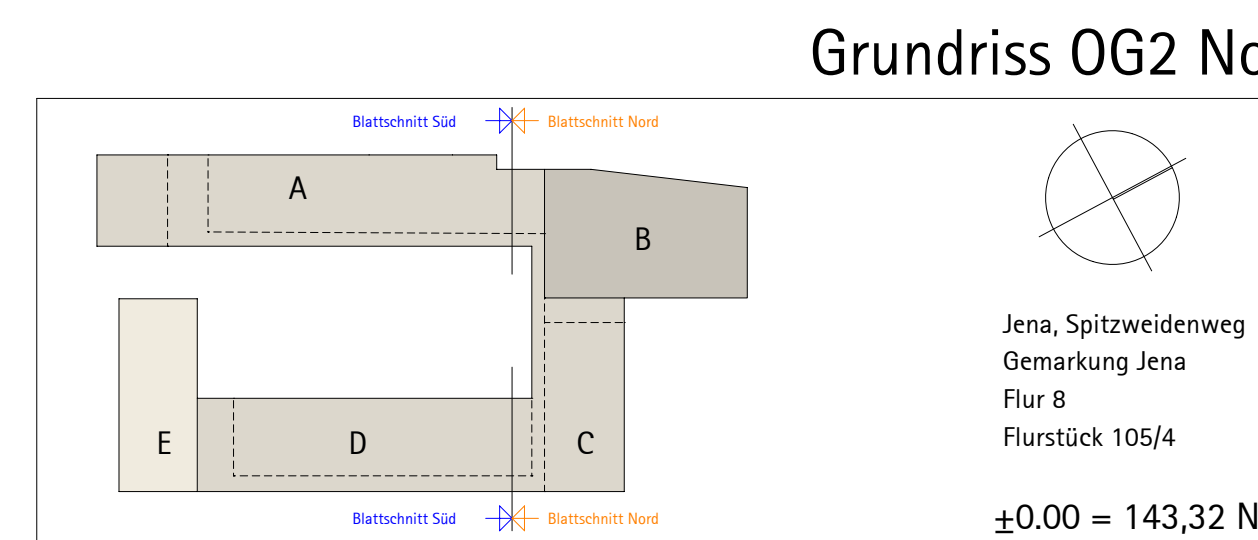 Grundriss OG2
Blattschnitt Süd
Blattschnitt Nord
A
B
Jena, Spitzweidenweg
Gemarkung Jena
Flur 8
Flurstück 105/4
E
D
C
Blattschnitt Süd
Blattschnitt Nord
±0.00 = 143,32